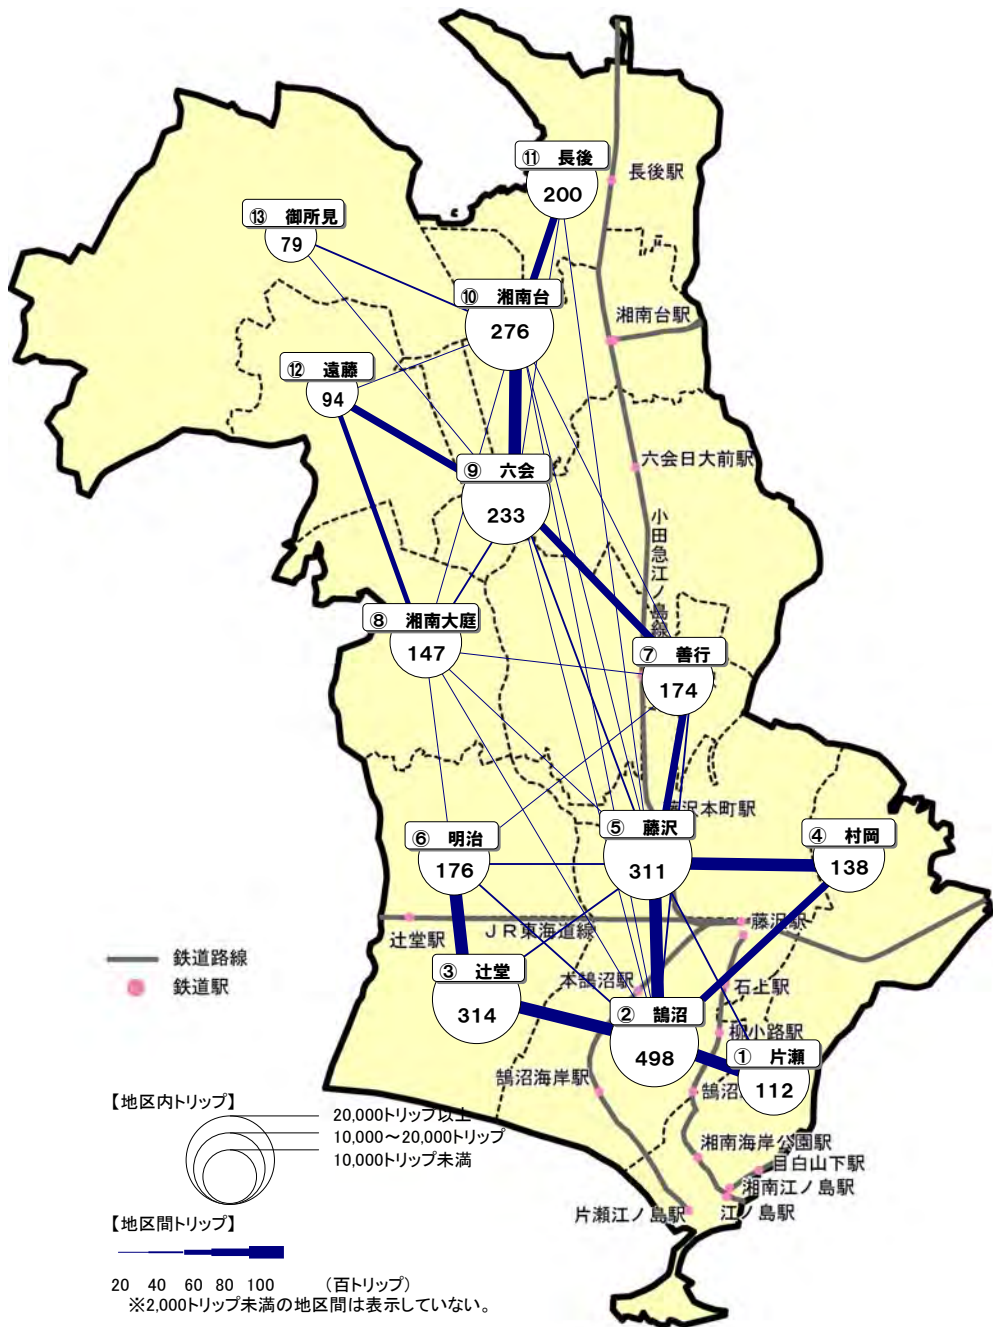 ⑪ 長後
200
長後駅
⑬ 御所見
79
⑩ 湘南台
276
湘南台駅
⑫ 遠藤
94
六会日大前駅
⑨ 六会
233
小田急江ノ島線
⑧ 湘南大庭
147
⑦ 善行
174
藤沢本町駅
⑥ 明治
176
⑤ 藤沢
311
④ 村岡
138
藤沢駅
辻堂駅
JR東海道線
鉄道路線
鉄道駅
③ 辻堂
314
本鵠沼駅
石上駅
② 鵠沼
498
柳小路駅
① 片瀬
112
鵠沼海岸駅
鵠沼
【地区内トリップ】
20,000トリップ以上
10,000～20,000トリップ
10,000トリップ未満
湘南海岸公園駅
目白山下駅
湘南江ノ島駅
江ノ島駅
片瀬江ノ島駅
【地区間トリップ】
20 40 60 80 100 (百トリップ)
※2,000トリップ未満の地区間は表示していない。